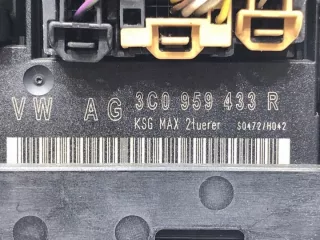 VW AG 3C0 959 433 R
KSG MAX 2tuerer S0472/H042